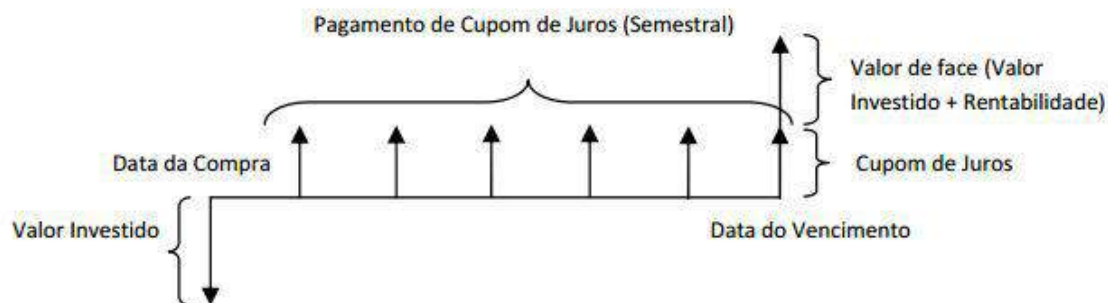 Pagamento de Cupom de Juros (Semestral)
Valor de face (Valor
Investido + Rentabilidade)
Data da Compra
Cupom de Juros
Valor Investido
Data do Vencimento